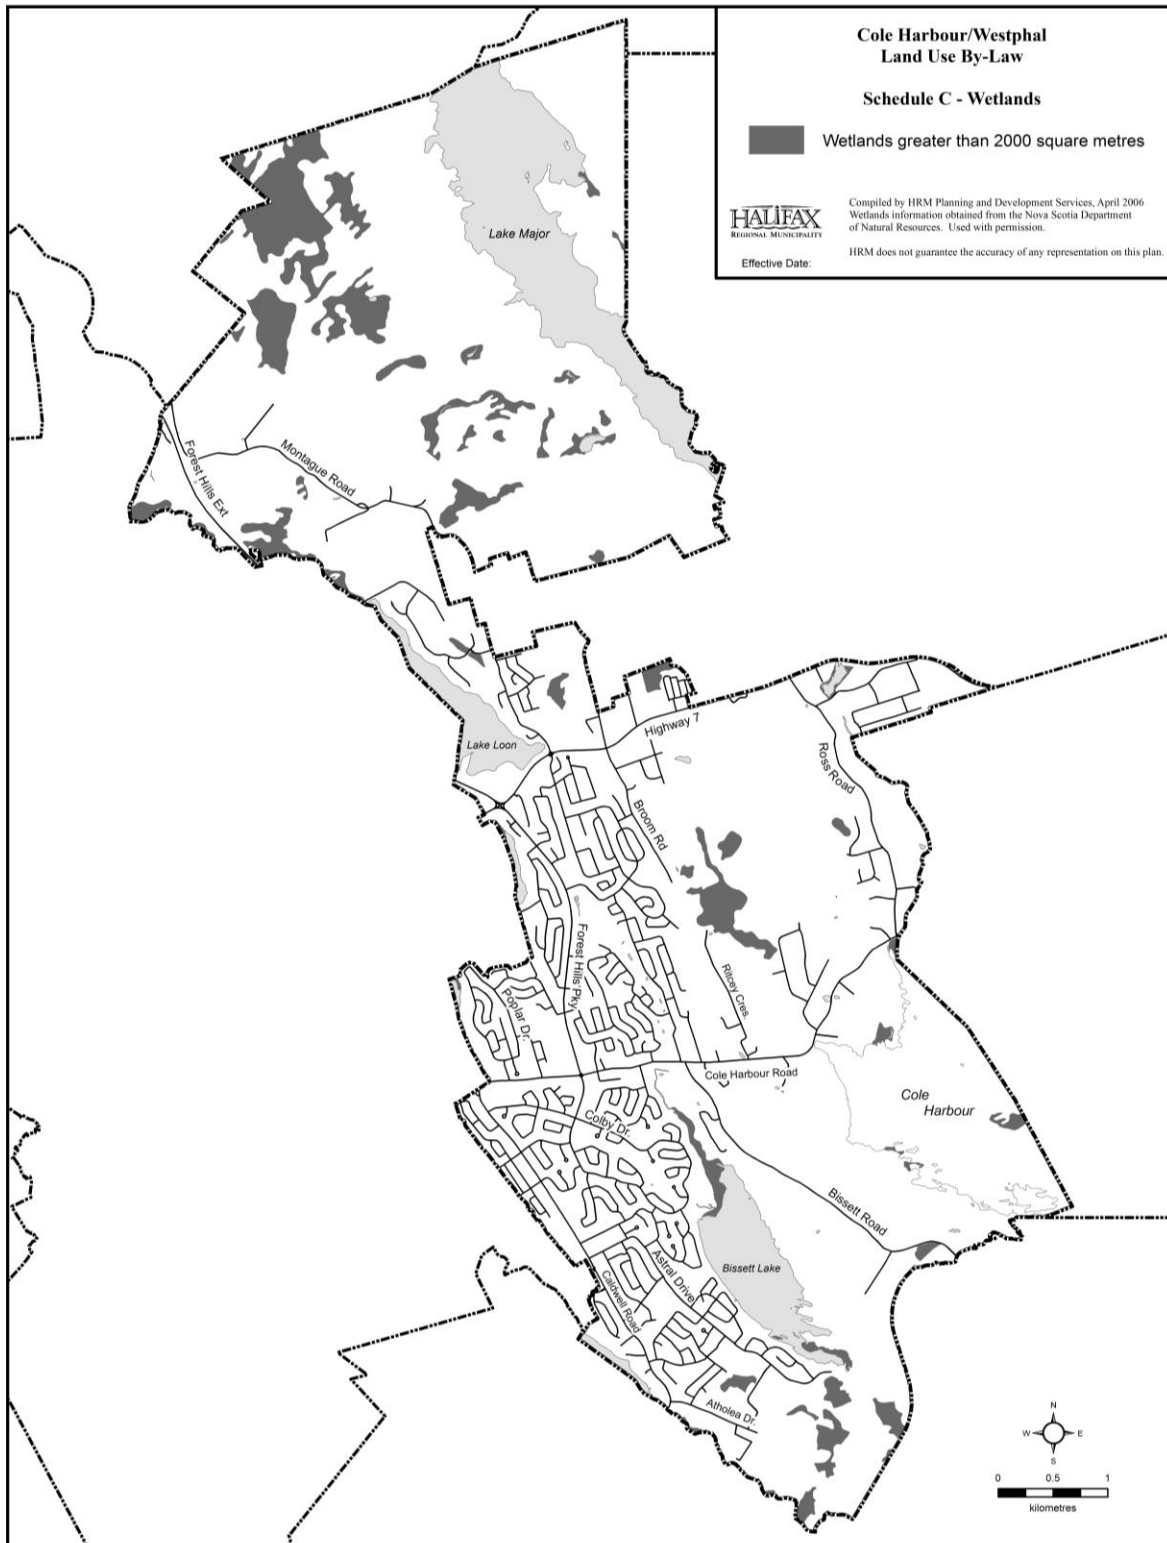 Cole Harbour/Westphal
Land Use By-Law
Schedule C - Wetlands
Wetlands greater than 2000 square metres
HALIFAX
REGIONAL MUNICIPALITY
Compiled by HRM Planning and Development Services, April 2006
Wetlands information obtained from the Nova Scotia Department
of Natural Resources. Used with permission.
HRM does not guarantee the accuracy of any representation on this plan.
Effective Date:
Lake Major
Forest Hills Ext
Montague Road
Lake Loon
Highway 7
Ross Road
Broom Rd
Forest Hills Pky
Ritcey Cres.
Poplar Dr.
Cole Harbour Road
Cole
Harbour
Colby Dr.
Bissett Road
Bissett Lake
Astral Drive
Caldwell Road
Atholea Dr.
N
W
E
S
0
0.5
1
kilometres